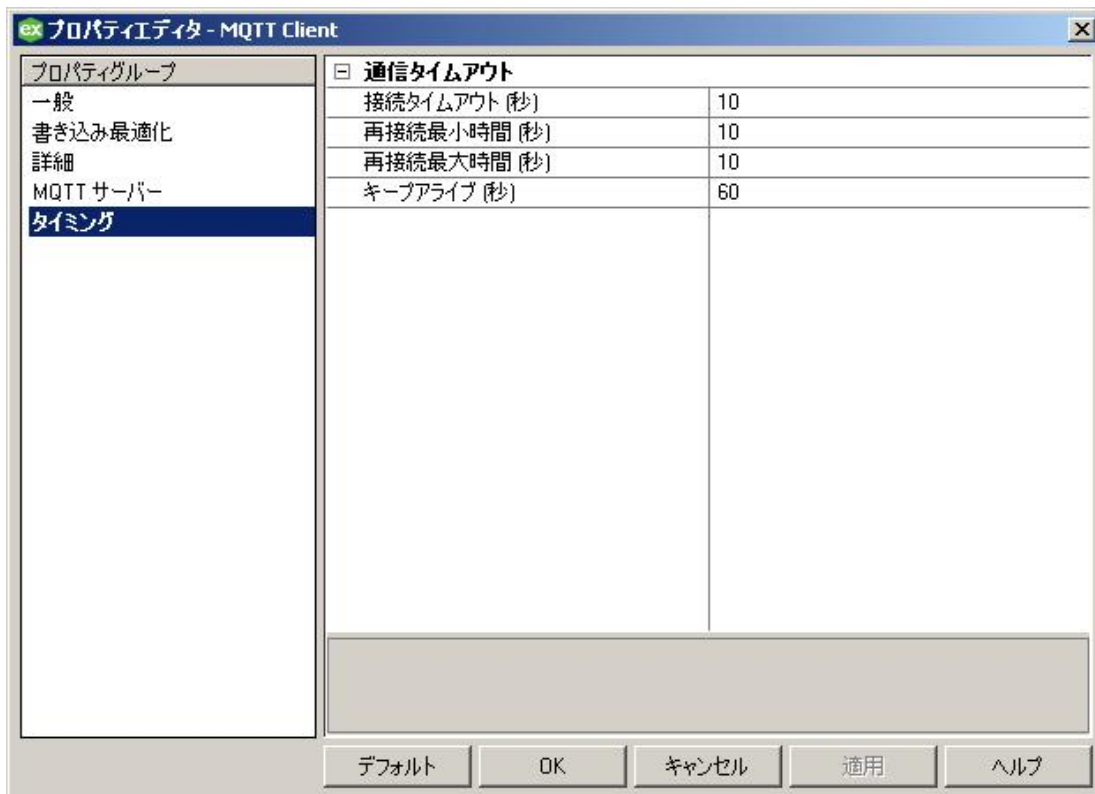 ex プロパティエディタ - MQTT Client
プロパティグループ
一般
書き込み最適化
詳細
MQTT サーバー
タイミング
通信タイムアウト
接続タイムアウト (秒) 10
再接続最小時間 (秒) 10
再接続最大時間 (秒) 10
キープアライブ (秒) 60
デフォルト OK キャンセル 適用 ヘルプ